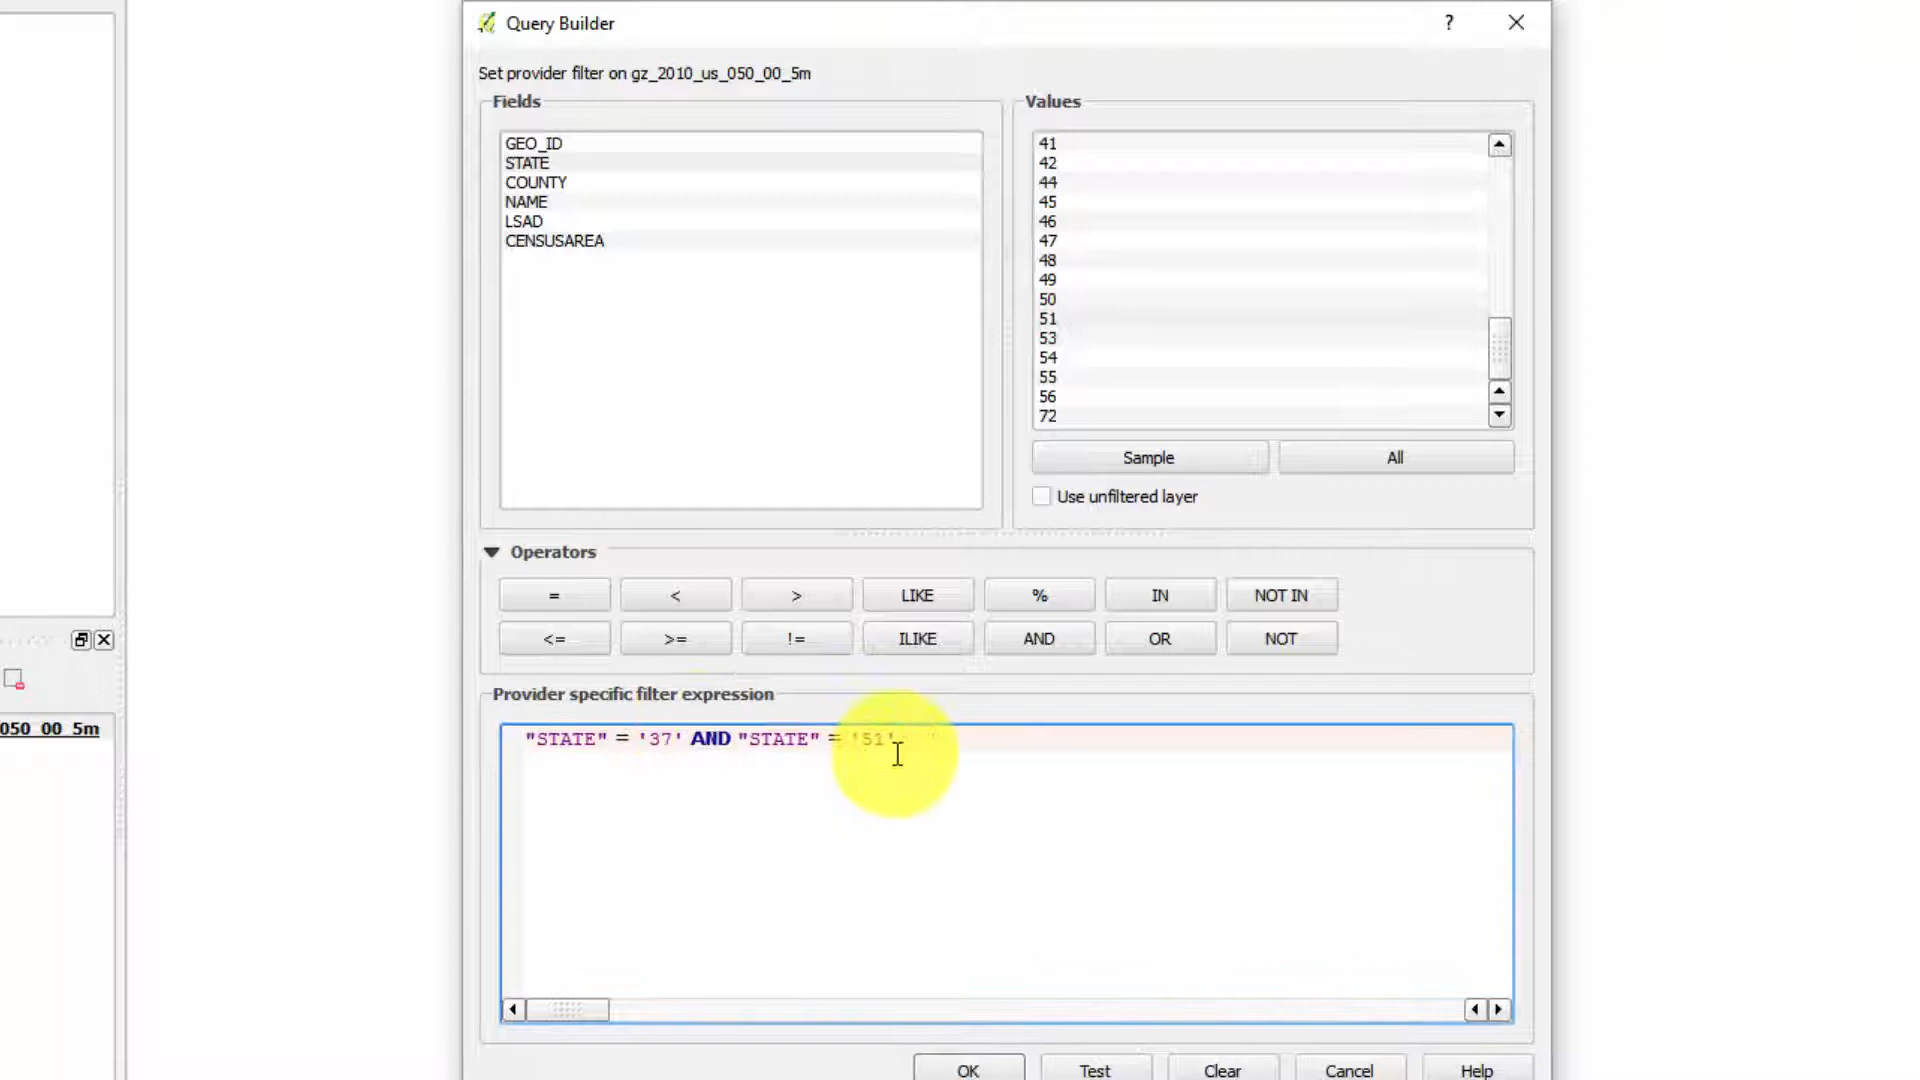 Query Builder
?
Set provider filter on gz_2010_us_050_00_5m
Fields
GEO_ID
STATE
COUNTY
NAME
LSAD
CENSUSAREA
Values
41
42
44
45
46
47
48
49
50
51
53
54
55
56
72
Sample
All
Use unfiltered layer
Operators
= < > LIKE % IN NOT IN
<= >= != ILIKE AND OR NOT
Provider specific filter expression
050_00_5m
"STATE" = '37' AND "STATE" = '51'
OK Test Clear Cancel Help